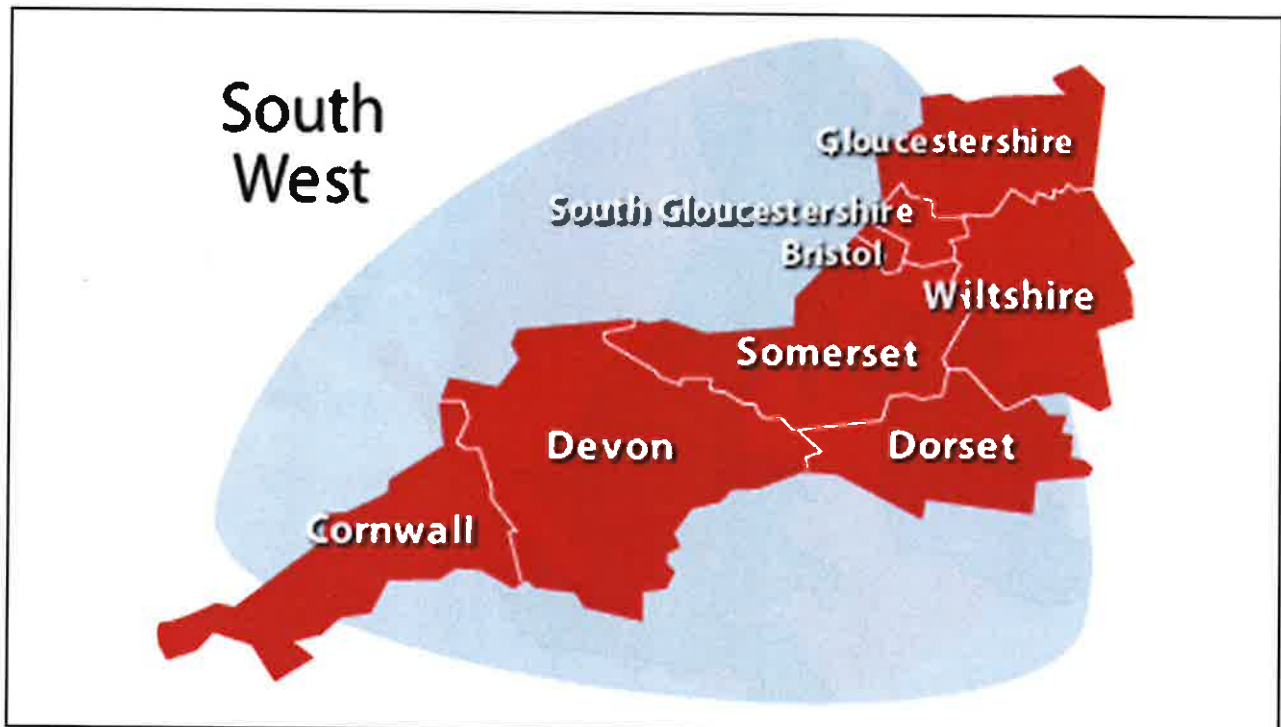 South
West
Gloucestershire
South Gloucestershire
Bristol
Wiltshire
Somerset
Devon
Dorset
Cornwall